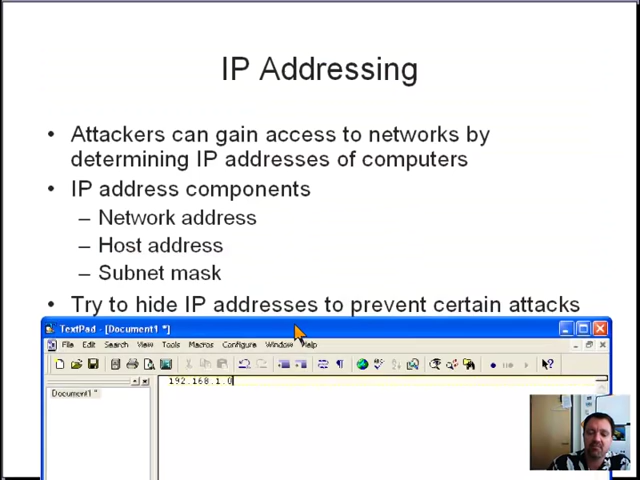 IP Addressing
• Attackers can gain access to networks by
determining IP addresses of computers
• IP address components
– Network address
– Host address
– Subnet mask
• Try to hide IP addresses to prevent certain attacks
TextPad - [Document1 *]
File Edit Search View Tools Macros Configure Window Help
Document1 *
192.168.1.0